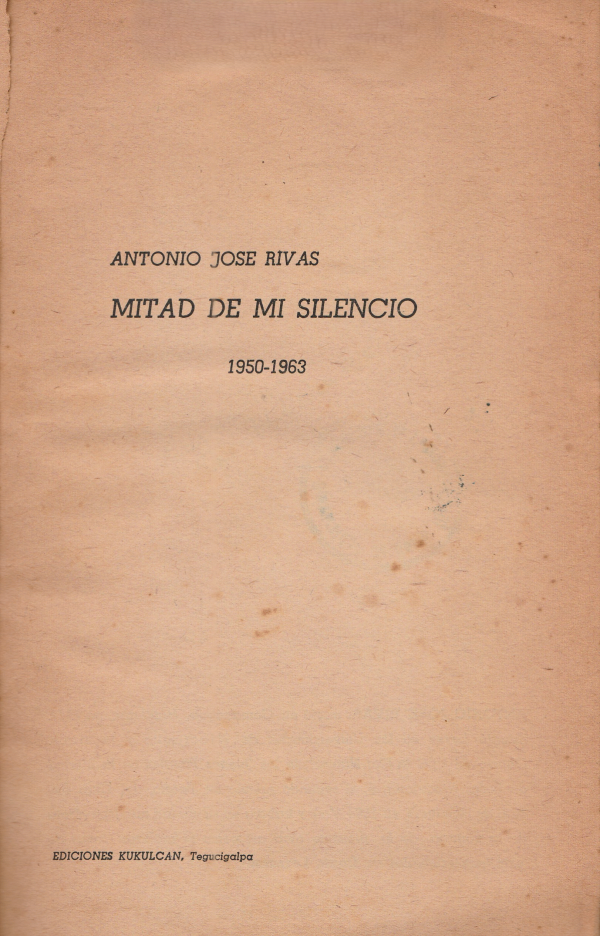 ANTONIO JOSE RIVAS
MITAD DE MI SILENCIO
1950-1963
EDICIONES KUKULCAN, Tegucigalpa